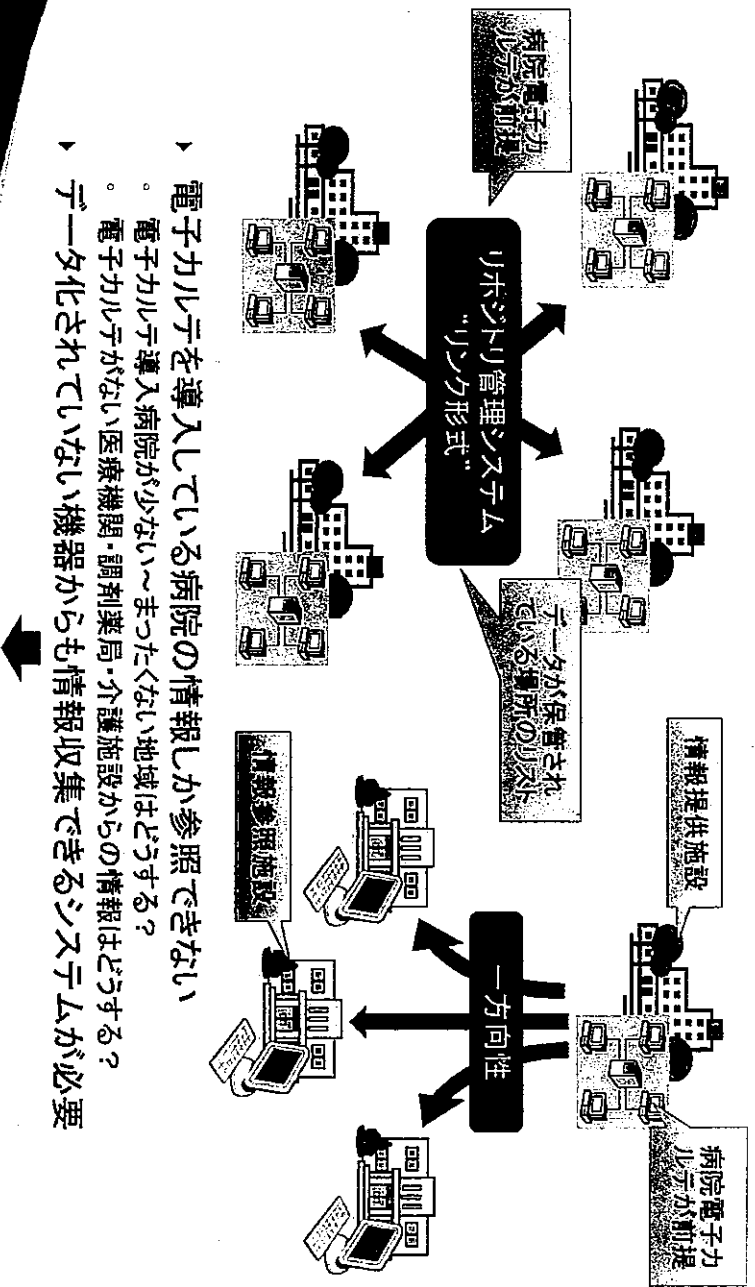 病院電子カ
ルテが前提
リポジトリ管理システム
"リンク形式"
データが保管され
ている場所のリスト
情報提供施設
病院電子カ
ルテが前提
一方向性
情報参照施設
電子カルテを導入している病院の情報しか参照できない
電子カルテ導入病院が少ない～まったくない地域はどうする？
電子カルテがない医療機関・調剤薬局・介護施設からの情報はどうする？
データ化されていない機器からも情報収集できるシステムが必要